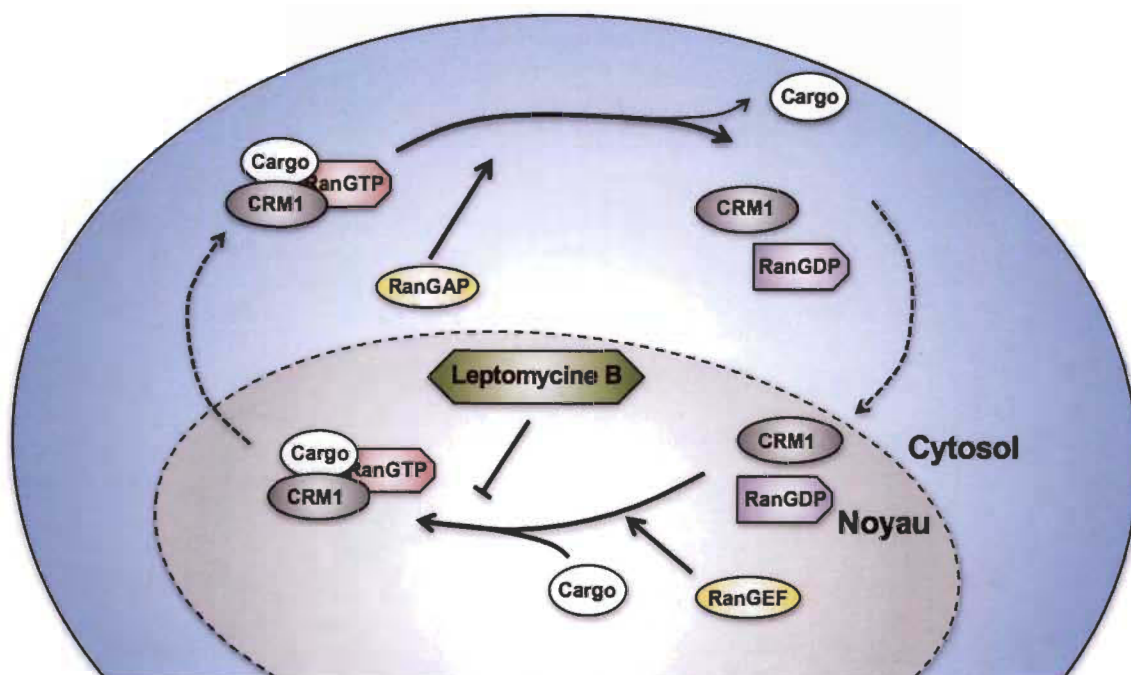 Cargo
Cargo
RanGTP
CRM1
CRM1
RanGDP
RanGAP
Leptomycine B
CRM1
Cytosol
Cargo
RanGTP
CRM1
RanGDP
Noyau
Cargo
RanGEF